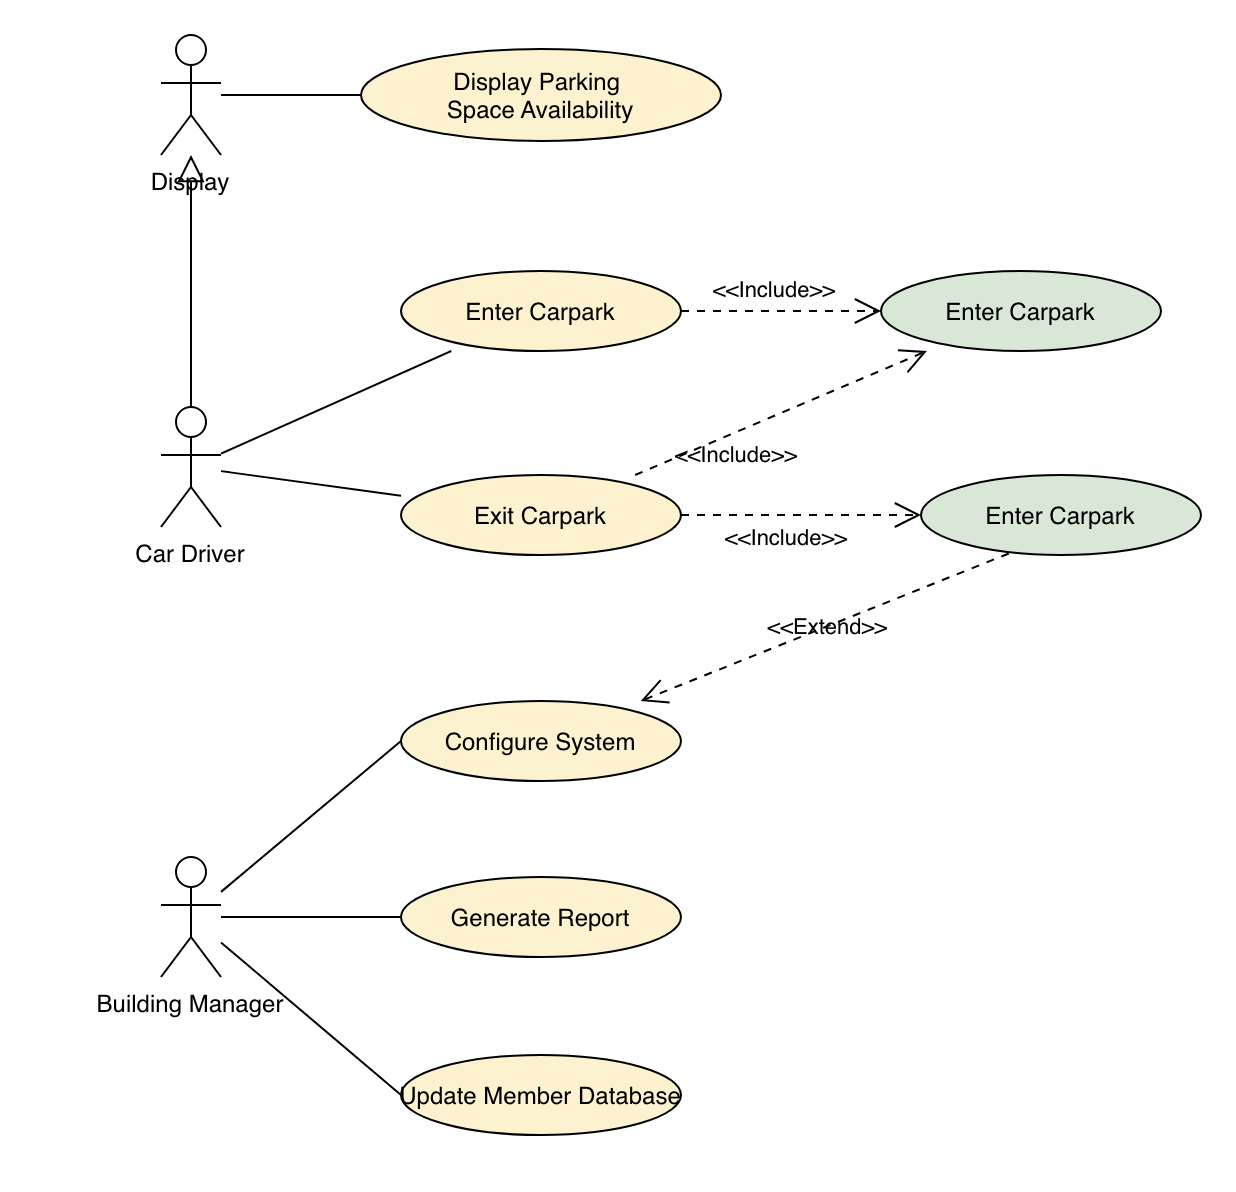 Display Parking
Space Availability
Display
<<Include>>
Enter Carpark
Enter Carpark
<<Include>>
Exit Carpark
Enter Carpark
<<Include>>
Car Driver
<<Extend>>
Configure System
Generate Report
Building Manager
Update Member Database